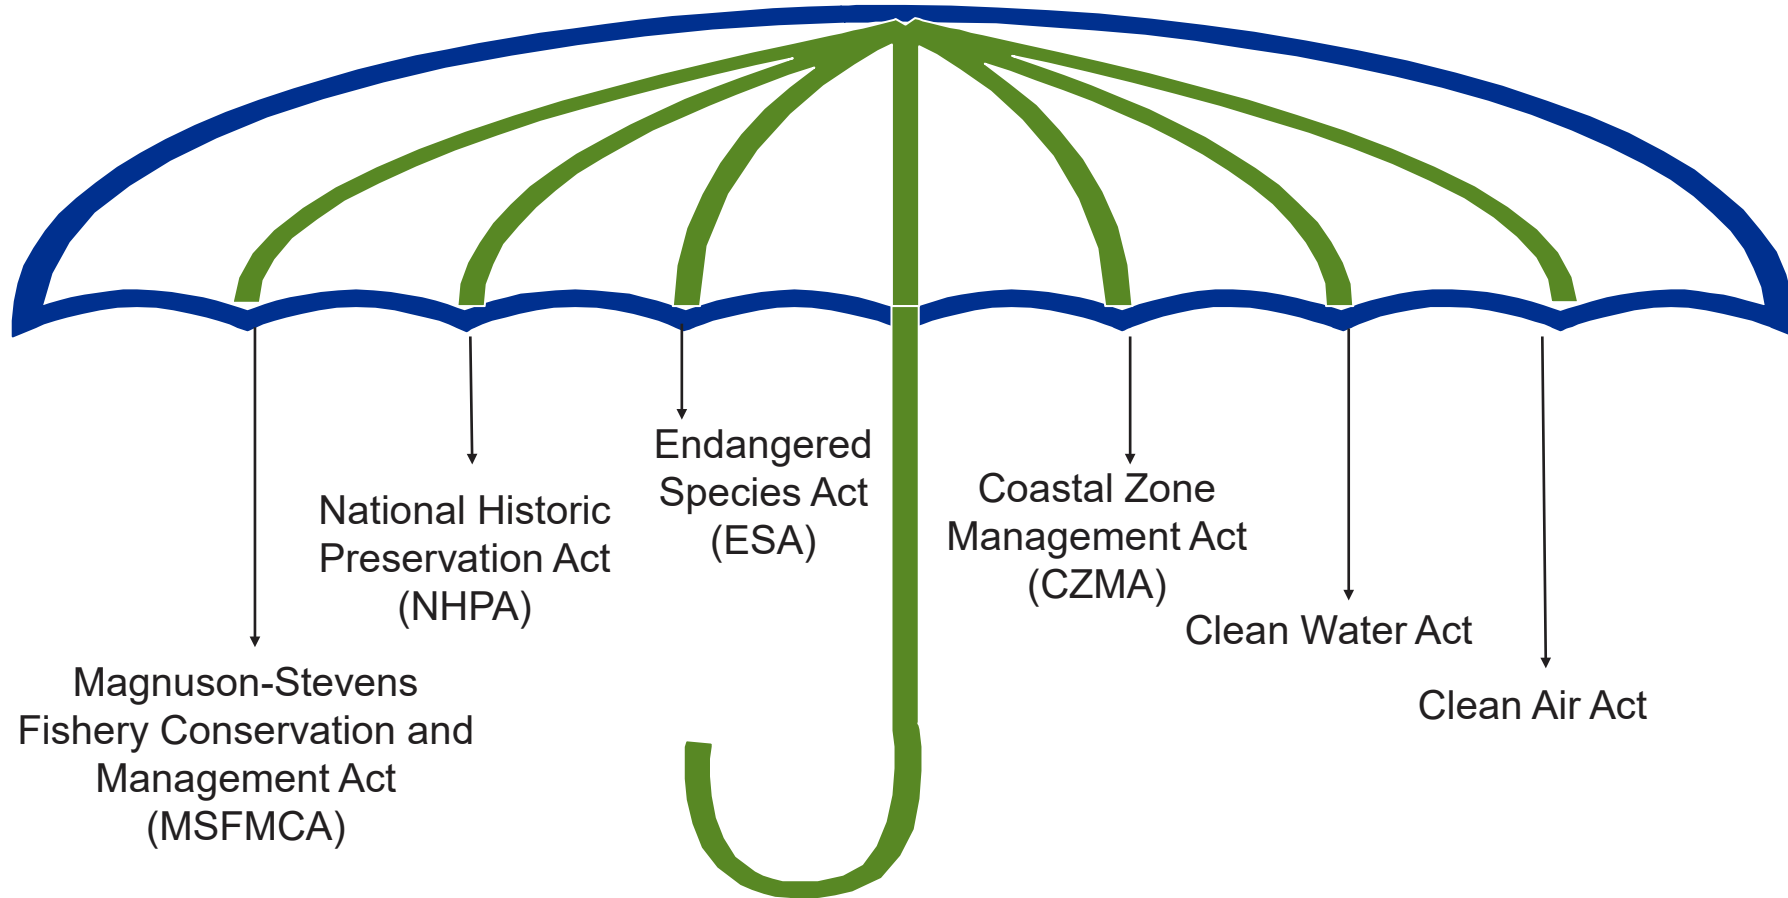 Magnuson-Stevens
Fishery Conservation and
Management Act
(MSFMCA)
National Historic
Preservation Act
(NHPA)
Endangered
Species Act
(ESA)
Coastal Zone
Management Act
(CZMA)
Clean Water Act
Clean Air Act